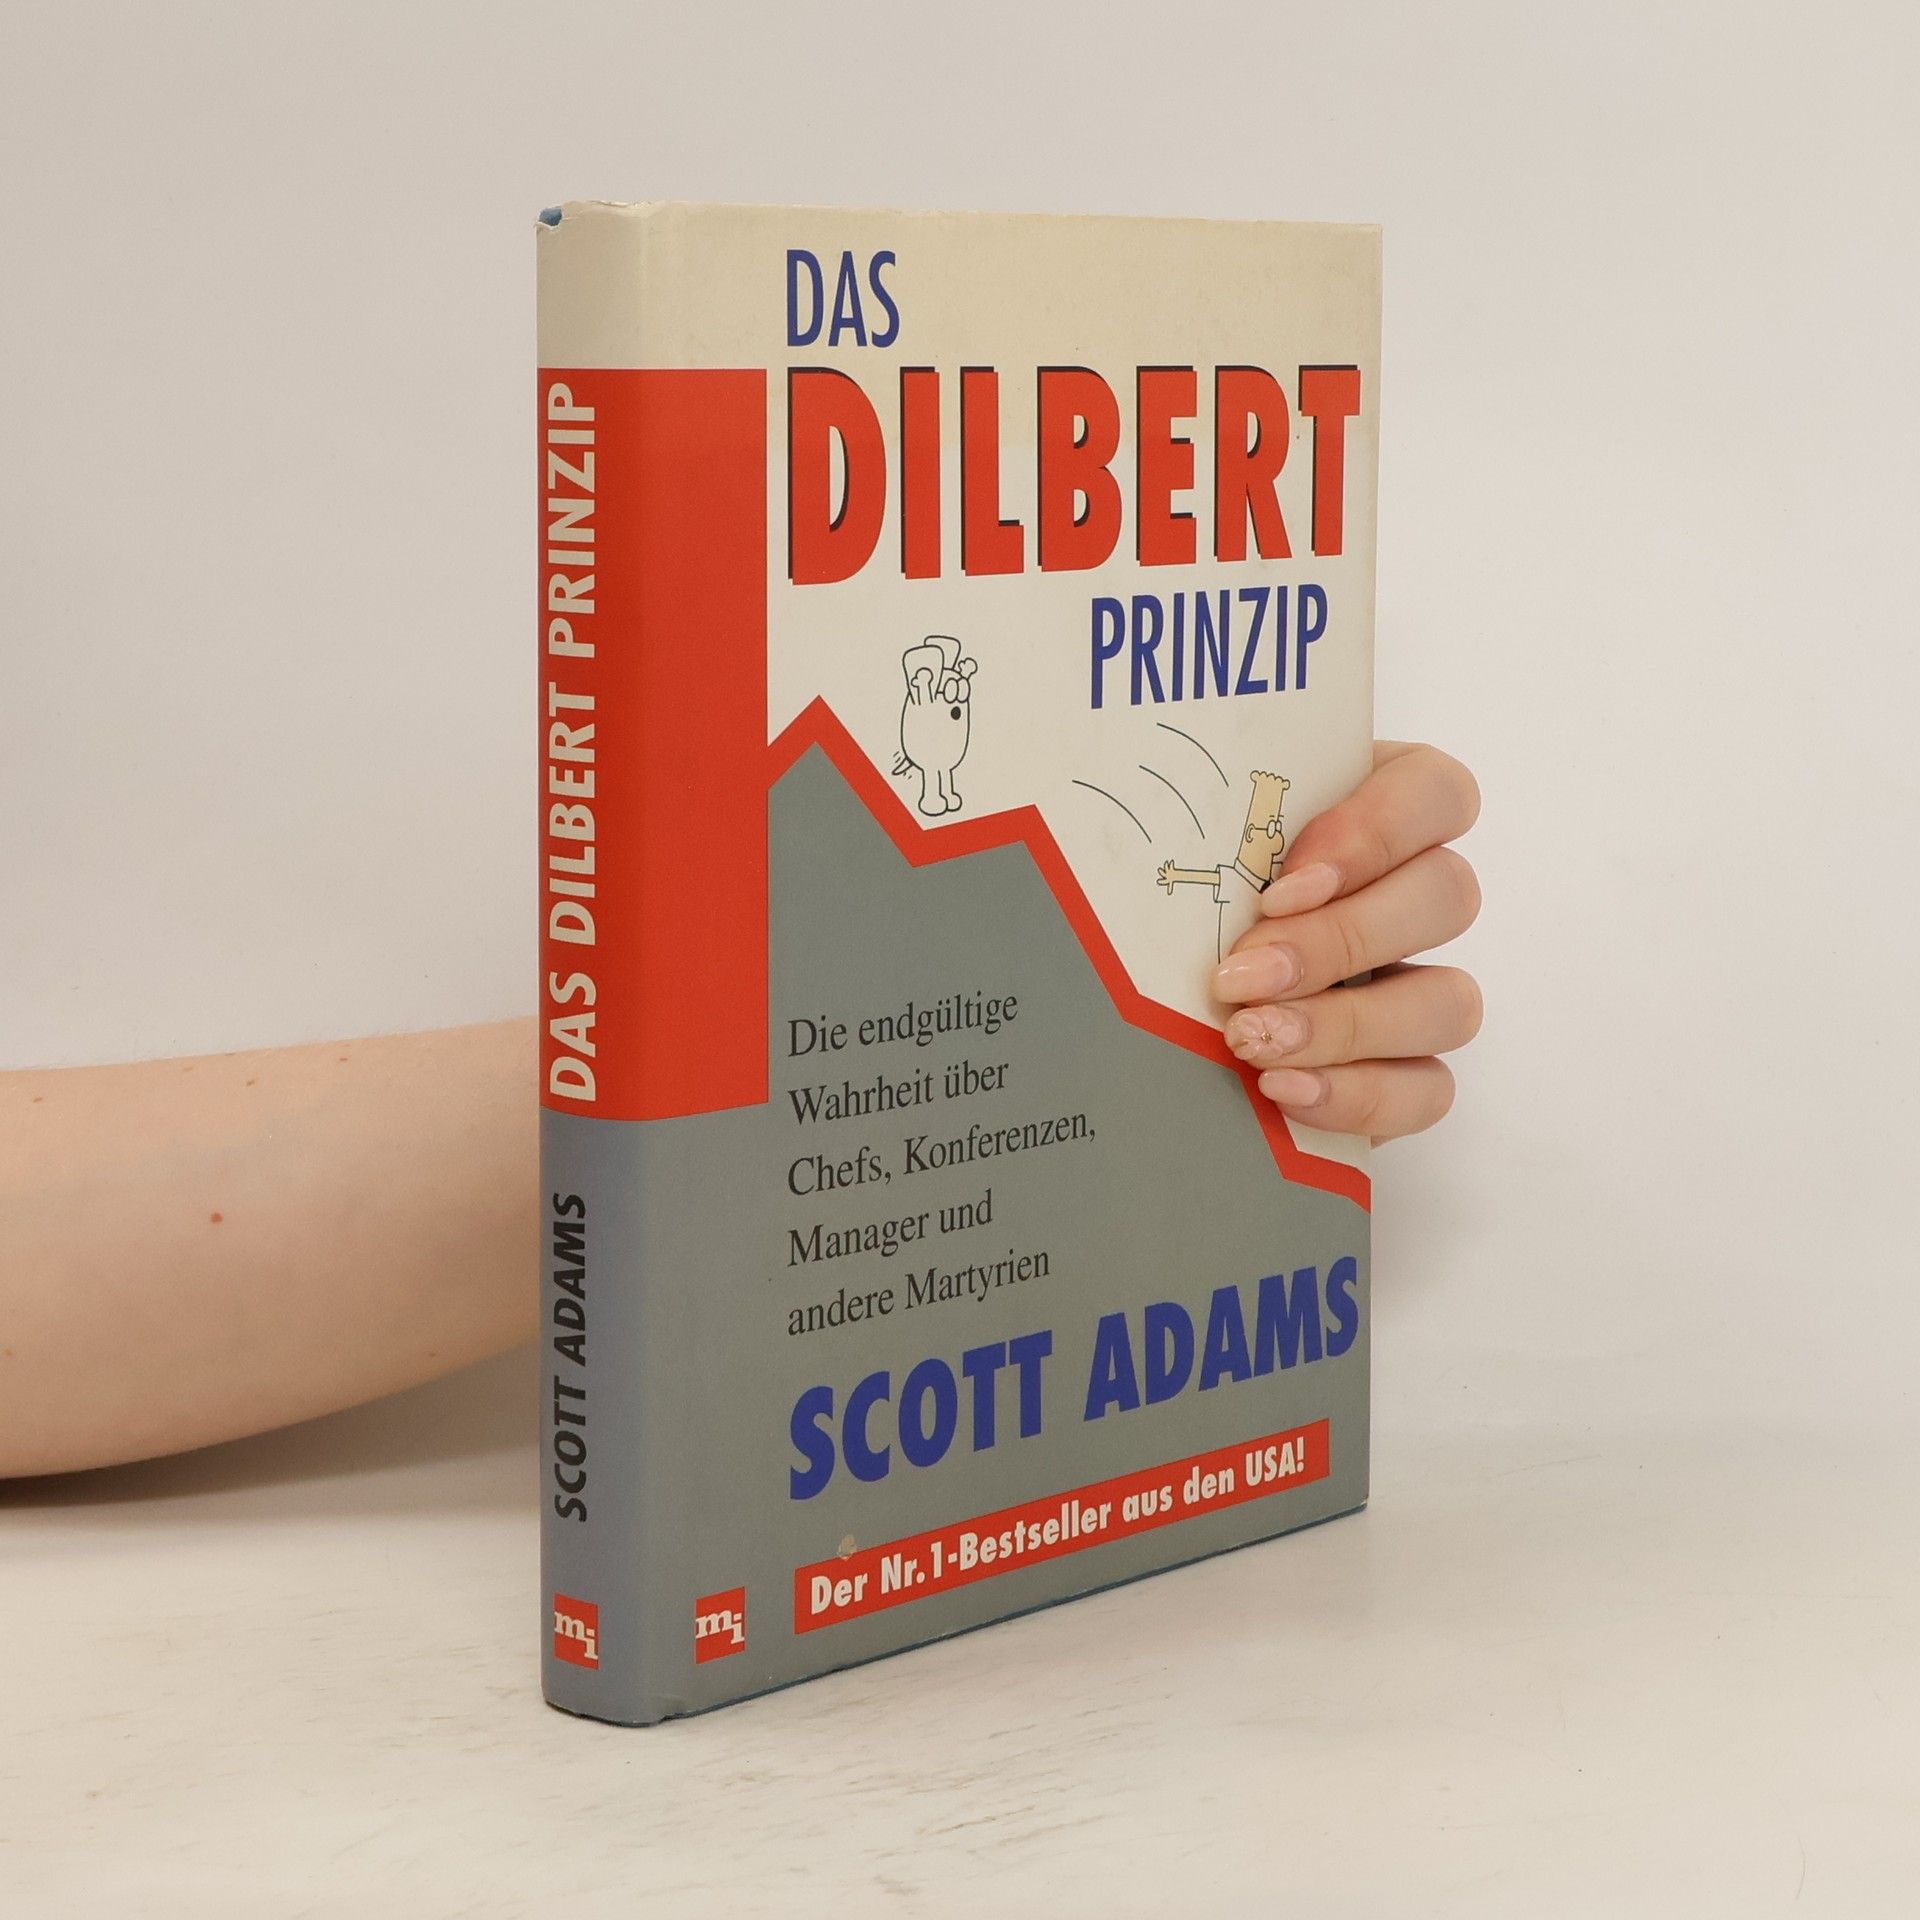 DAS DILBERT PRINZIP
SCOTT ADAMS
mi
DAS
DILBERT
PRINZIP
Die endgültige
Wahrheit über
Chefs, Konferenzen,
Manager und
andere Martyrien
SCOTT ADAMS
Der Nr.1-Bestseller aus den USA!
mi